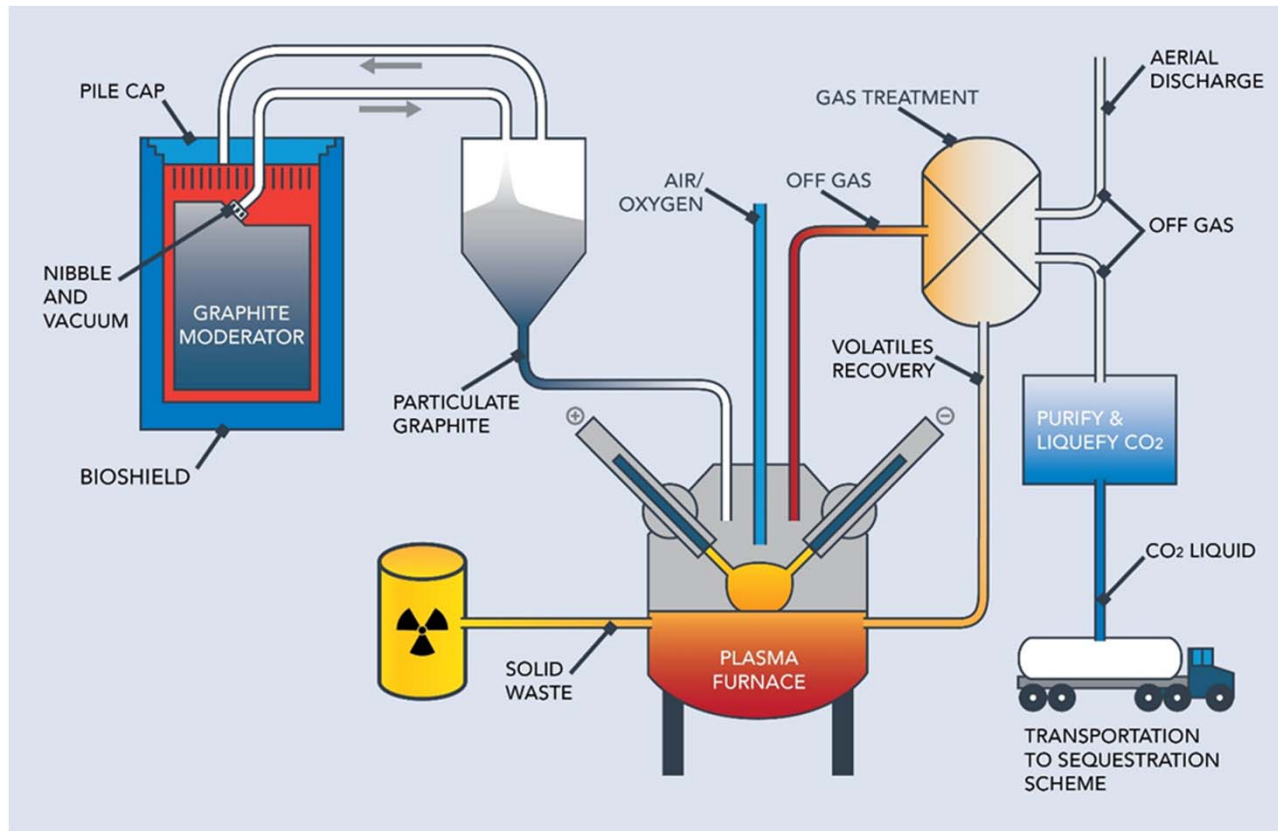 PILE CAP
NIBBLE
AND
VACUUM
GRAPHITE
MODERATOR
BIOSHIELD
PARTICULATE
GRAPHITE
AIR/
OXYGEN
OFF GAS
GAS TREATMENT
AERIAL
DISCHARGE
OFF GAS
VOLATILES
RECOVERY
PURIFY &
LIQUEFY CO₂
CO₂ LIQUID
+
−
SOLID
WASTE
PLASMA
FURNACE
TRANSPORTATION
TO SEQUESTRATION
SCHEME